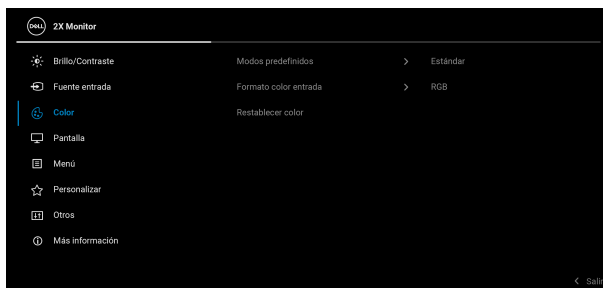 DELL 2X Monitor
Brillo/Contraste Modos predefinidos > Estándar
Fuente entrada Formato color entrada > RGB
Color Restablecer color
Pantalla
Menú
Personalizar
Otros
Más información
< Salir